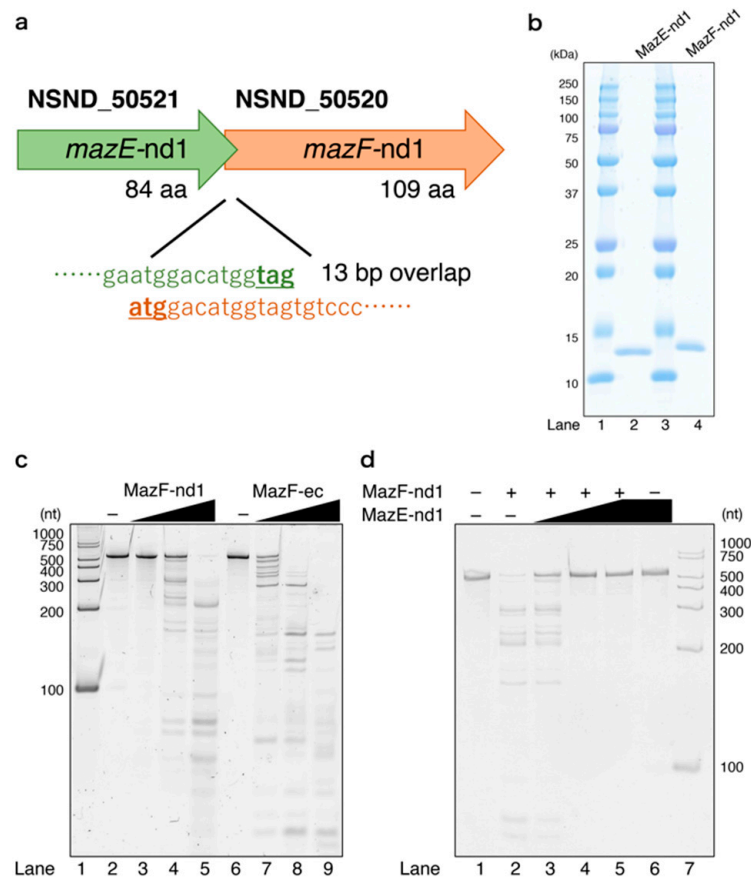 a
NSND_50521 NSND_50520
mazE-nd1 mazF-nd1
84 aa 109 aa
······gaatggacatggtag 13 bp overlap
atggacatggtagtgtccc······
b
MazE-nd1 MazF-nd1
(kDa)
250
150
100
75
50
37
25
20
15
10
Lane 1 2 3 4
c
MazF-nd1 MazF-ec
(nt) − −
1000
750
500
400
300
200
100
Lane 1 2 3 4 5 6 7 8 9
d
MazF-nd1 − + + + + −
MazE-nd1 − −
(nt)
1000
750
500
400
300
200
100
Lane 1 2 3 4 5 6 7